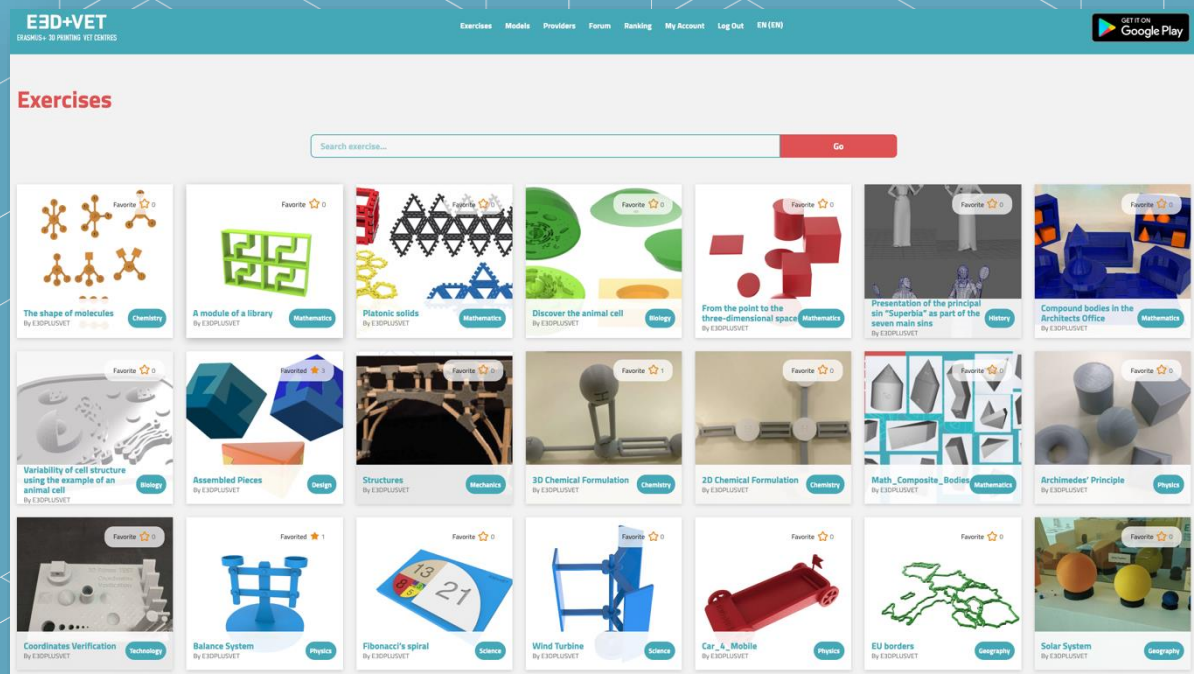 E3D+VET
ERASMUS+ 3D PRINTING VET CENTRES
Exercises Models Providers Forum Ranking My Account Log Out EN (EN)
GET IT ON
Google Play
Exercises
Search exercise...
Go
Favorite 0
The shape of molecules
By E3DPLUSVET
Chemistry
Favorite 0
A module of a library
By E3DPLUSVET
Mathematics
Favorite 0
Platonic solids
By E3DPLUSVET
Mathematics
Favorite 0
Discover the animal cell
By E3DPLUSVET
Biology
Favorite 0
From the point to the
three-dimensional space
By E3DPLUSVET
Mathematics
Favorite 0
Presentation of the principal
sin "Superbia" as part of the
seven main sins
By E3DPLUSVET
History
Favorite 0
Compound bodies in the
Architects Office
By E3DPLUSVET
Mathematics
Favorite 0
Variability of cell structure
using the example of an
animal cell
By E3DPLUSVET
Biology
Favorited 3
Assembled Pieces
By E3DPLUSVET
Design
Favorite 0
Structures
By E3DPLUSVET
Mechanics
Favorite 1
H
3D Chemical Formulation
By E3DPLUSVET
Chemistry
Favorite 0
2D Chemical Formulation
By E3DPLUSVET
Chemistry
Favorite 0
Math_Composite_Bodies
By E3DPLUSVET
Mathematics
Favorite 0
Archimedes' Principle
By E3DPLUSVET
Physics
Favorite 0
Coordinates Verification
By E3DPLUSVET
Technology
Favorited 1
Balance System
By E3DPLUSVET
Physics
Favorite 0
13
8
21
Fibonacci's spiral
By E3DPLUSVET
Science
Favorite 0
Wind Turbine
By E3DPLUSVET
Science
Favorite 0
Car_4_Mobile
By E3DPLUSVET
Physics
Favorite 0
EU borders
By E3DPLUSVET
Geography
Favorite 0
Solar System
By E3DPLUSVET
Geography